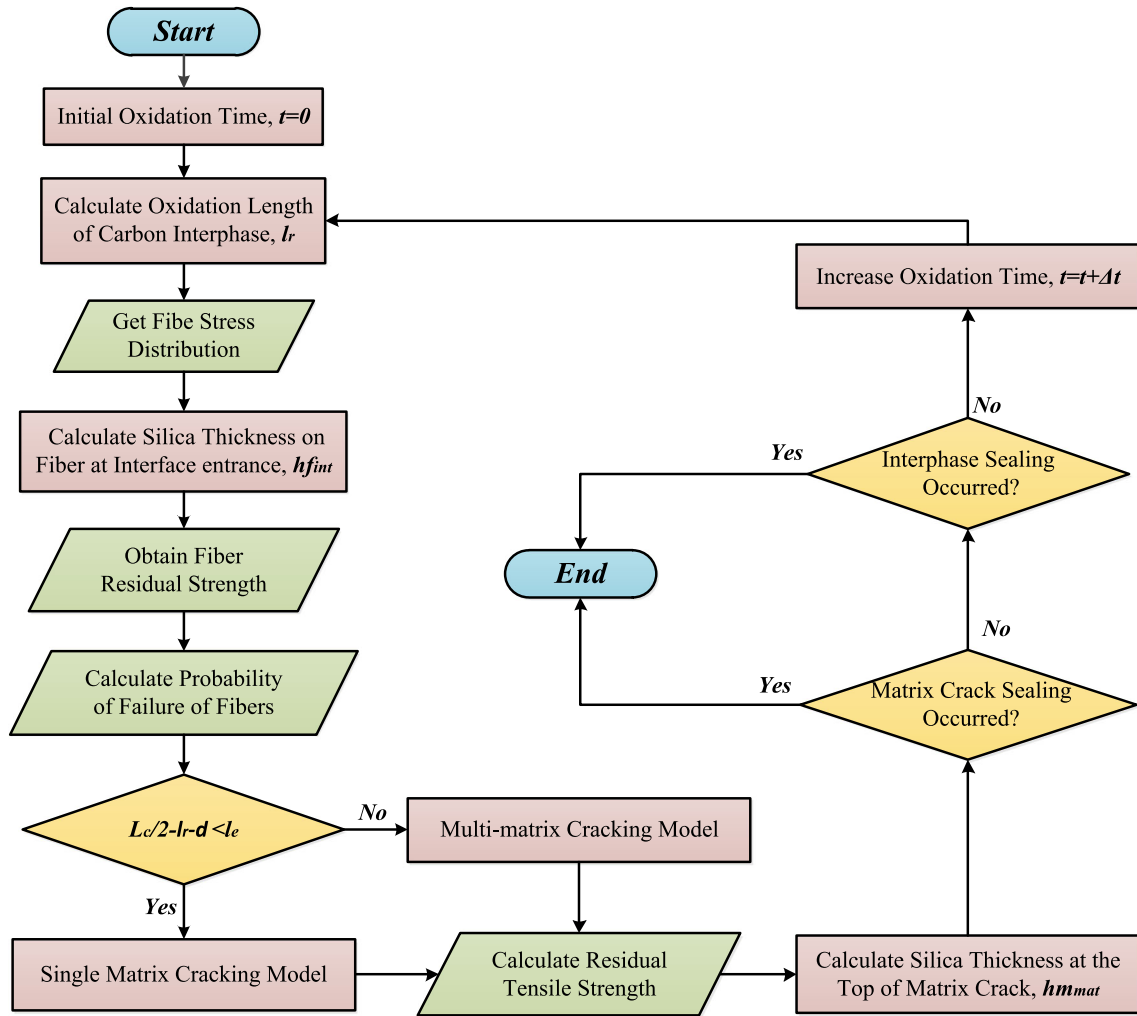 Start
Initial Oxidation Time, t=0
Calculate Oxidation Length
of Carbon Interphase, lr
Get Fibe Stress
Distribution
Calculate Silica Thickness on
Fiber at Interface entrance, hfint
Obtain Fiber
Residual Strength
Calculate Probability
of Failure of Fibers
Lc/2-lr-d <le
No
Multi-matrix Cracking Model
Yes
Single Matrix Cracking Model
Calculate Residual
Tensile Strength
Calculate Silica Thickness at the
Top of Matrix Crack, hmmat
Matrix Crack Sealing
Occurred?
Yes
No
Interphase Sealing
Occurred?
Yes
No
End
Increase Oxidation Time, t=t+Δt